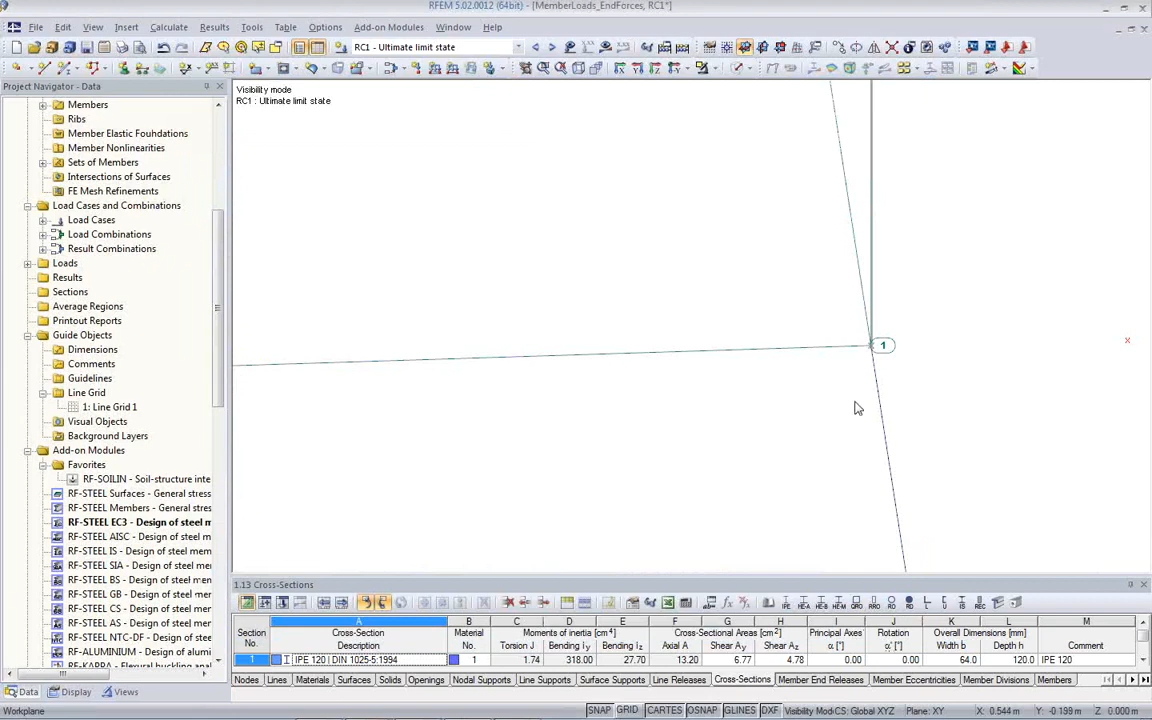 RFEM 5.02.0012 (64bit) - [MemberLoads_EndForces, RC1*]
File Edit View Insert Calculate Results Tools Table Options Add-on Modules Window Help
RC1 - Ultimate limit state
Project Navigator - Data
Members
Ribs
Member Elastic Foundations
Member Nonlinearities
Sets of Members
Intersections of Surfaces
FE Mesh Refinements
Load Cases and Combinations
Load Cases
Load Combinations
Result Combinations
Loads
Results
Sections
Average Regions
Printout Reports
Guide Objects
Dimensions
Comments
Guidelines
Line Grid
1: Line Grid 1
Visual Objects
Background Layers
Add-on Modules
Favorites
RF-SOILIN - Soil-structure inte
RF-STEEL Surfaces - General stress
RF-STEEL Members - General stres
RF-STEEL EC3 - Design of steel m
RF-STEEL AISC - Design of steel m
RF-STEEL IS - Design of steel mem
RF-STEEL SIA - Design of steel me
RF-STEEL BS - Design of steel me
RF-STEEL GB - Design of steel me
RF-STEEL CS - Design of steel me
RF-STEEL NTC-DF - Design of steel
RF-ALUMINIUM - Design of alumi
RF-KAPPA - Flexural buckling anal
Data Display Views
Visibility mode
RC1 : Ultimate limit state
1
x
1.13 Cross-Sections
A B C D E F G H I J K L M
Section Cross-Section Material Moments of inertia [cm⁴] Cross-Sectional Areas [cm²] Principal Axes Rotation Overall Dimensions [mm]
No. Description No. Torsion J Bending Iy Bending Iz Axial A Shear Ay Shear Az α [°] α' [°] Width b Depth h Comment
1 IPE 120 | DIN 1025-5:1994 1 1.74 318.00 27.70 13.20 6.77 4.78 0.00 0.00 64.0 120.0 IPE 120
Nodes Lines Materials Surfaces Solids Openings Nodal Supports Line Supports Surface Supports Line Releases Cross-Sections Member End Releases Member Eccentricities Member Divisions Members
Workplane SNAP GRID CARTES OSNAP GLINES DXF Visibility Mod CS: Global XYZ Plane: XY X: 0.544 m Y: -0.199 m Z: 0.000 m